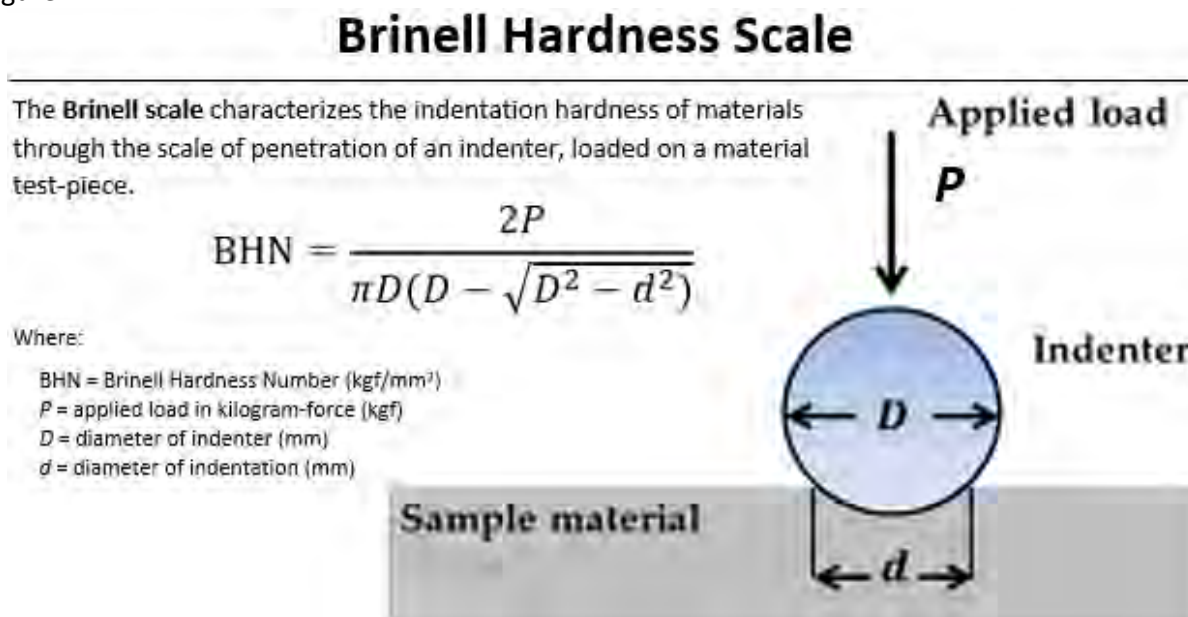 Brinell Hardness Scale
The Brinell scale characterizes the indentation hardness of materials
through the scale of penetration of an indenter, loaded on a material
test-piece.
BHN = 2P / πD(D − √D² − d²)
Where:
BHN = Brinell Hardness Number (kgf/mm²)
P = applied load in kilogram-force (kgf)
D = diameter of indenter (mm)
d = diameter of indentation (mm)
Applied load
P
Indenter
D
Sample material
d